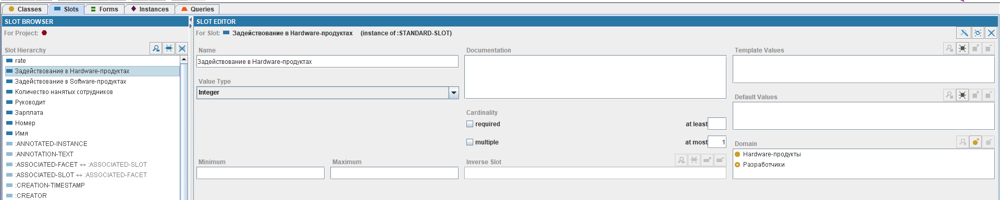 Classes Slots Forms Instances Queries
SLOT BROWSER
For Project:
Slot Hierarchy
rate
Задействование в Hardware-продуктах
Задействование в Software-продуктах
Количество нанятых сотрудников
Руководит
Зарплата
Номер
Имя
:ANNOTATED-INSTANCE
:ANNOTATION-TEXT
:ASSOCIATED-FACET ↔ :ASSOCIATED-SLOT
:ASSOCIATED-SLOT ↔ :ASSOCIATED-FACET
:CREATION-TIMESTAMP
:CREATOR
SLOT EDITOR
For Slot: Задействование в Hardware-продуктах (instance of :STANDARD-SLOT)
Name
Задействование в Hardware-продуктах
Value Type
Integer
Minimum
Maximum
Documentation
Cardinality
required at least
multiple at most 1
Inverse Slot
Template Values
Default Values
Domain
Hardware-продукты
Разработчики